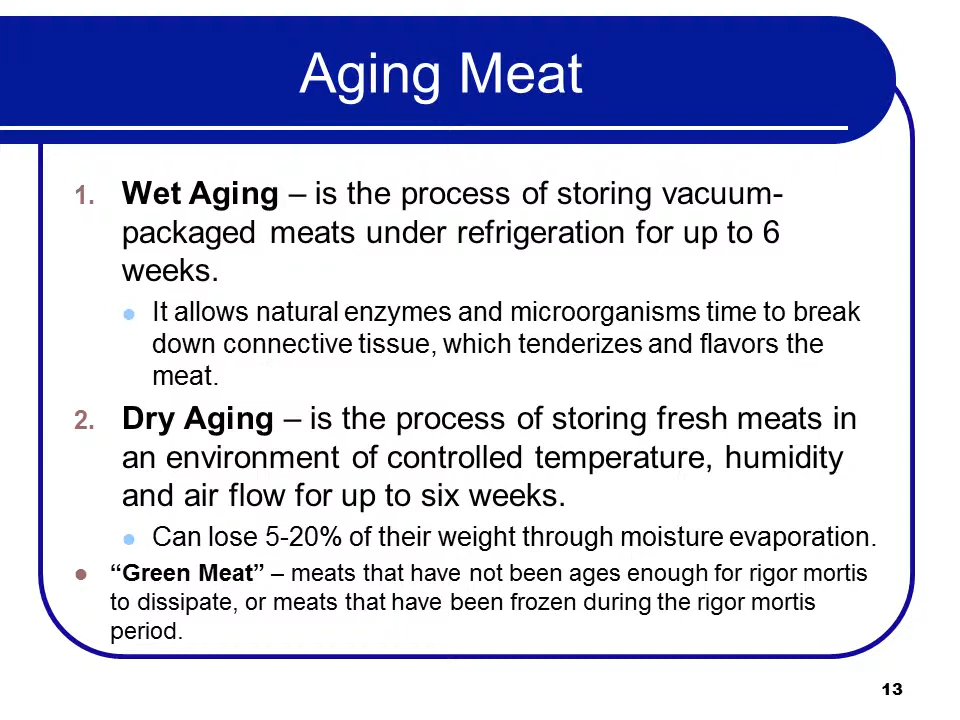 Aging Meat
1. Wet Aging – is the process of storing vacuum-
packaged meats under refrigeration for up to 6
weeks.
It allows natural enzymes and microorganisms time to break
down connective tissue, which tenderizes and flavors the
meat.
2. Dry Aging – is the process of storing fresh meats in
an environment of controlled temperature, humidity
and air flow for up to six weeks.
Can lose 5-20% of their weight through moisture evaporation.
“Green Meat” – meats that have not been ages enough for rigor mortis
to dissipate, or meats that have been frozen during the rigor mortis
period.
13